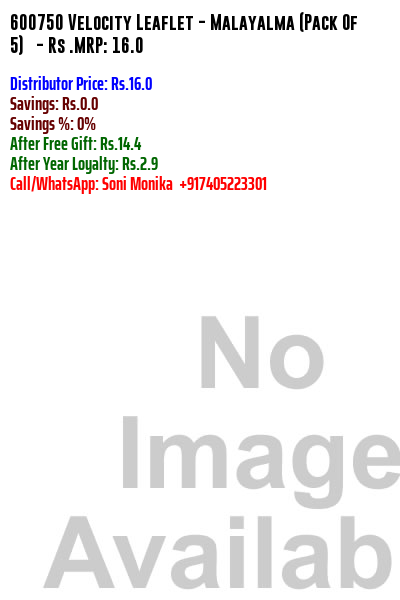 600750 Velocity Leaflet - Malayalma (Pack Of
5) - Rs .MRP: 16.0
Distributor Price: Rs.16.0
Savings: Rs.0.0
Savings %: 0%
After Free Gift: Rs.14.4
After Year Loyalty: Rs.2.9
Call/WhatsApp: Soni Monika +917405223301
No
Image
Availab